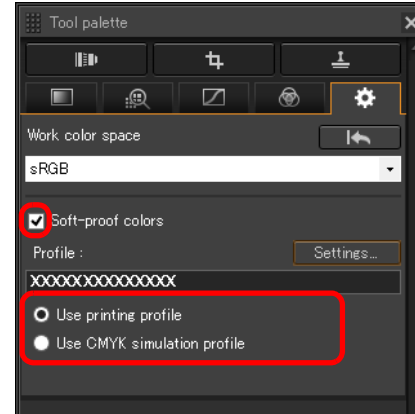 Tool palette
Work color space
sRGB
Soft-proof colors
Profile :
Settings...
XXXXXXXXXXXXXX
Use printing profile
Use CMYK simulation profile